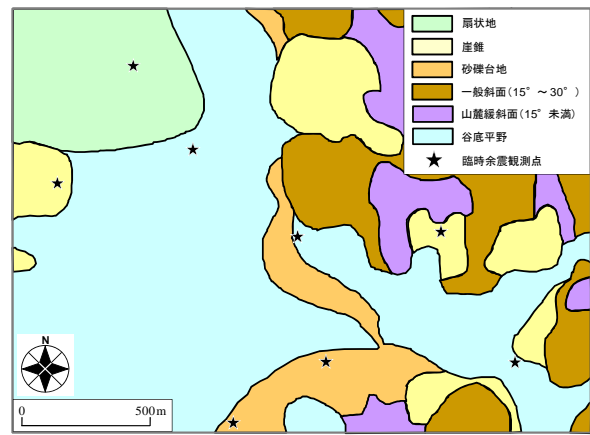 扇状地
崖錐
砂礫台地
一般斜面(15°～30°)
山麓緩斜面(15°未満)
谷底平野
臨時余震観測点
N
0 500m